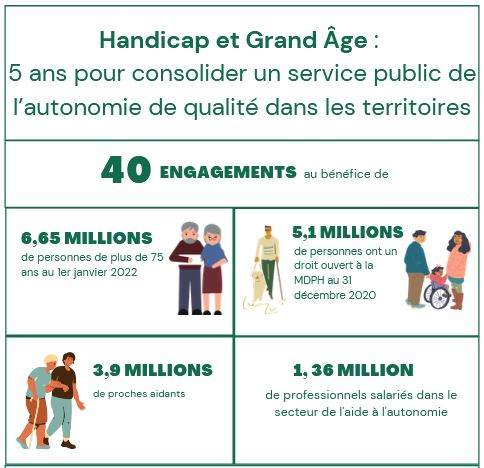 Handicap et Grand Âge :
5 ans pour consolider un service public de
l'autonomie de qualité dans les territoires
40 ENGAGEMENTS au bénéfice de
6,65 MILLIONS
de personnes de plus de 75
ans au 1er janvier 2022
5,1 MILLIONS
de personnes ont un
droit ouvert à la
MDPH au 31
décembre 2020
3,9 MILLIONS
de proches aidants
1, 36 MILLION
de professionnels salariés dans le
secteur de l'aide à l'autonomie